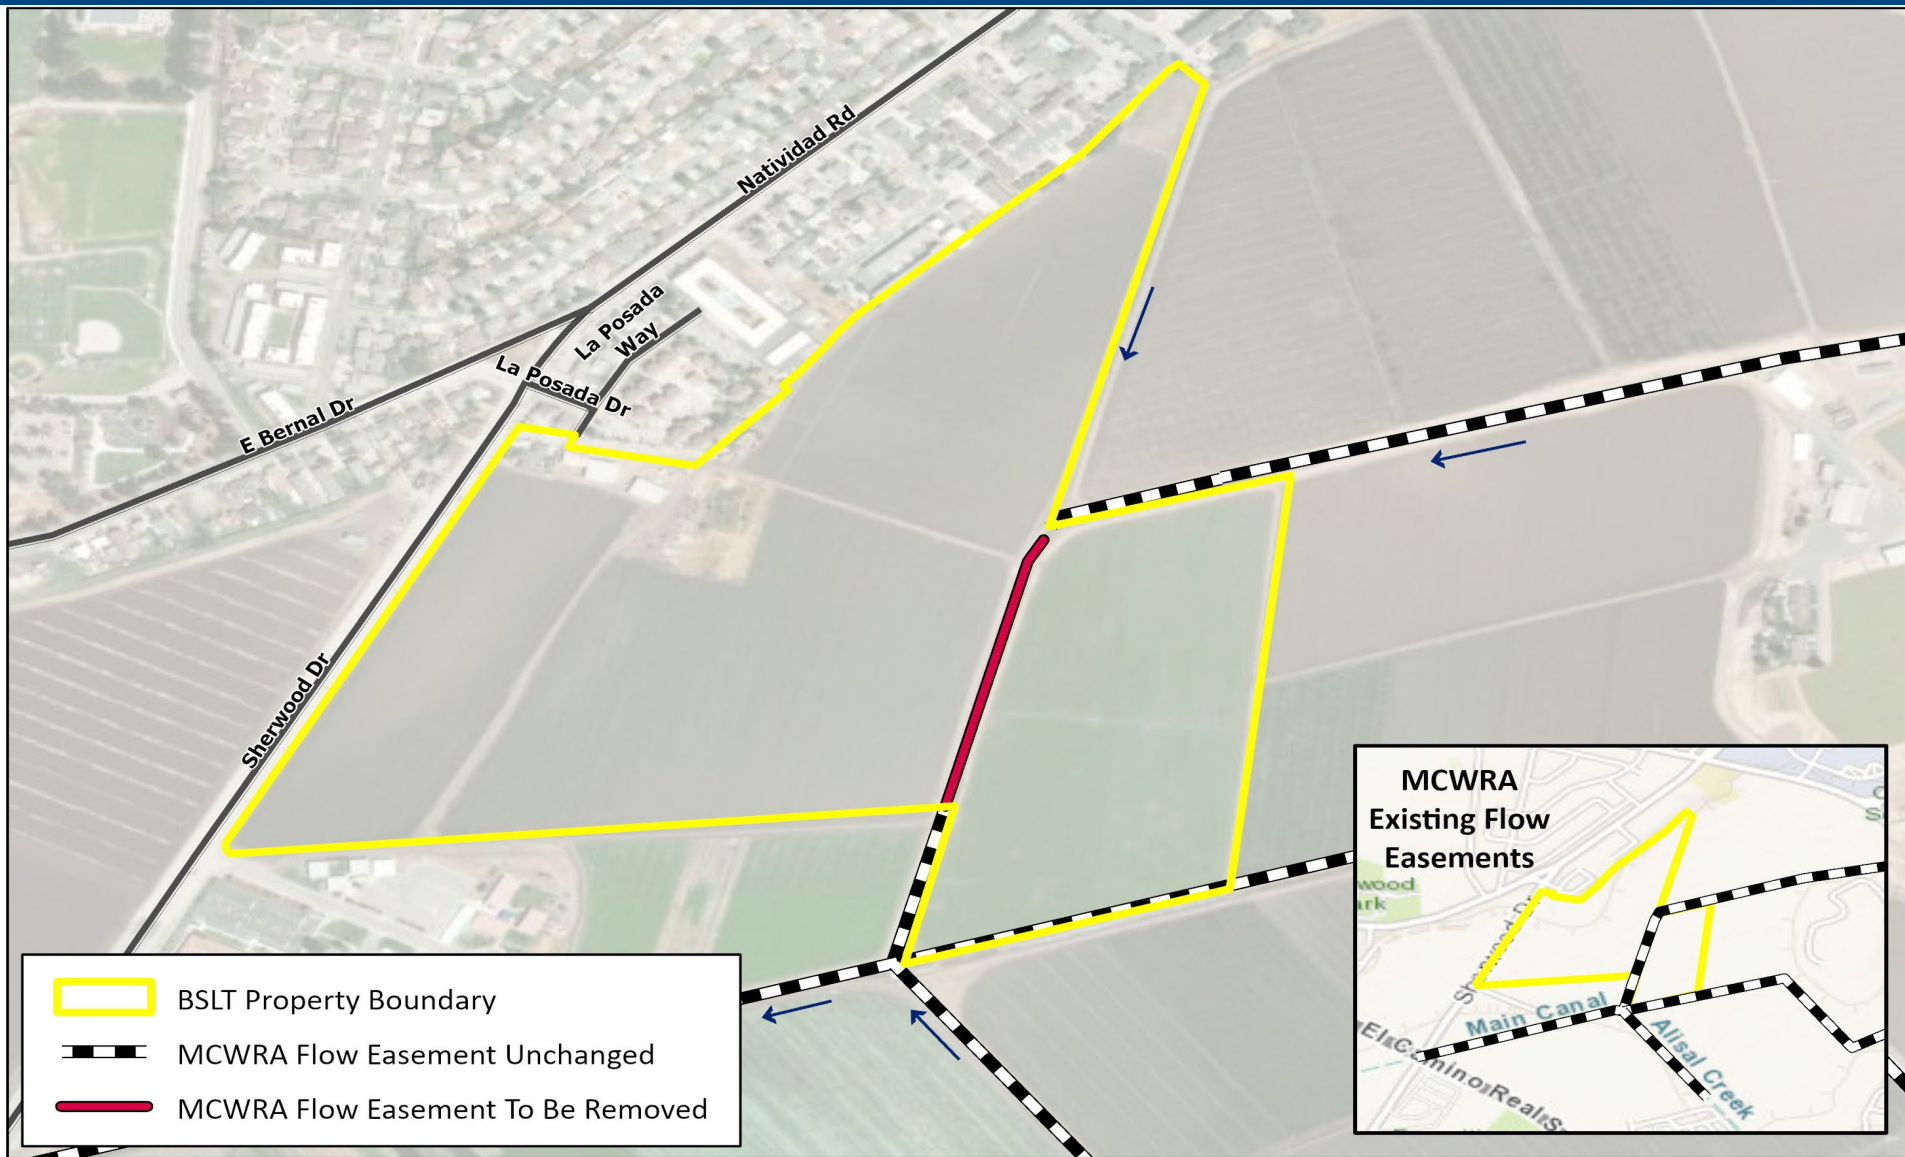 Natividad Rd
La Posada
Way
La Posada Dr
E Bernal Dr
Sherwood Dr
BSLT Property Boundary
MCWRA Flow Easement Unchanged
MCWRA Flow Easement To Be Removed
MCWRA
Existing Flow
Easements
Main Canal
Alisal Creek